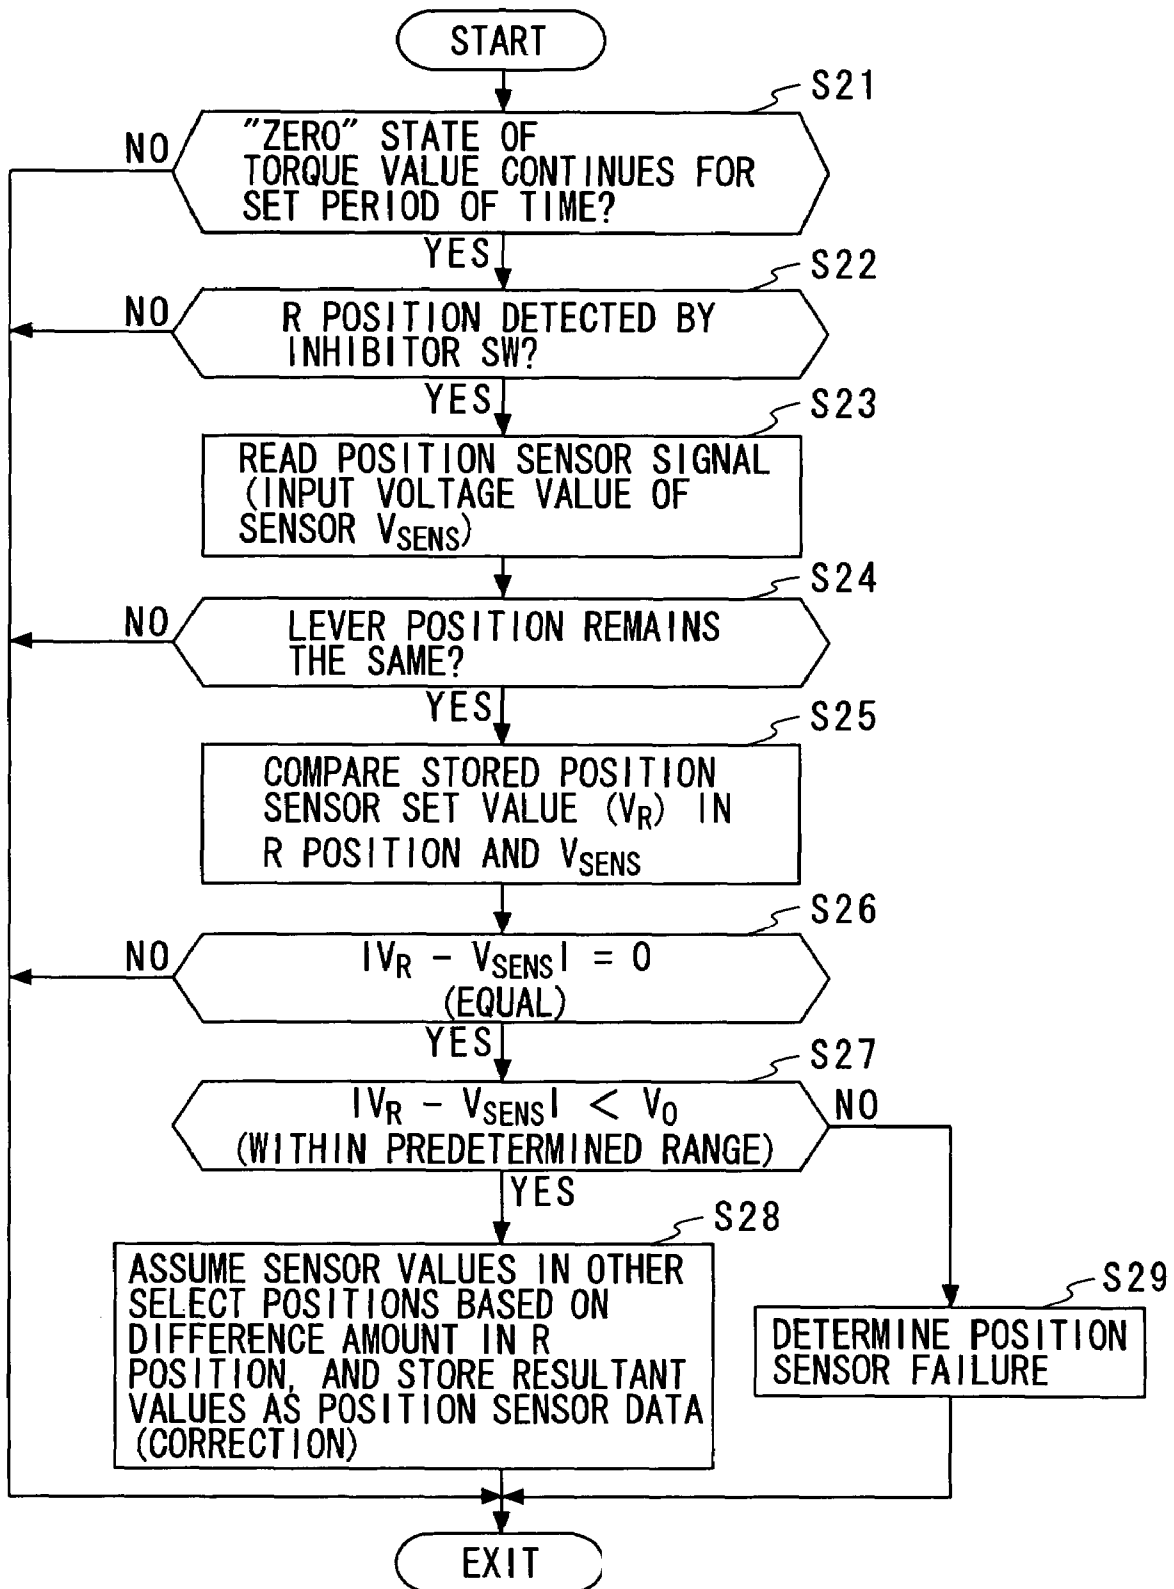 START
S21
"ZERO" STATE OF
TORQUE VALUE CONTINUES FOR
SET PERIOD OF TIME?
NO
YES
S22
R POSITION DETECTED BY
INHIBITOR SW?
NO
YES
S23
READ POSITION SENSOR SIGNAL
(INPUT VOLTAGE VALUE OF
SENSOR VSENS)
S24
LEVER POSITION REMAINS
THE SAME?
NO
YES
S25
COMPARE STORED POSITION
SENSOR SET VALUE (VR) IN
R POSITION AND VSENS
S26
|VR - VSENS| = 0
(EQUAL)
NO
YES
S27
|VR - VSENS| < V0
(WITHIN PREDETERMINED RANGE)
NO
YES
S28
ASSUME SENSOR VALUES IN OTHER
SELECT POSITIONS BASED ON
DIFFERENCE AMOUNT IN R
POSITION, AND STORE RESULTANT
VALUES AS POSITION SENSOR DATA
(CORRECTION)
S29
DETERMINE POSITION
SENSOR FAILURE
EXIT